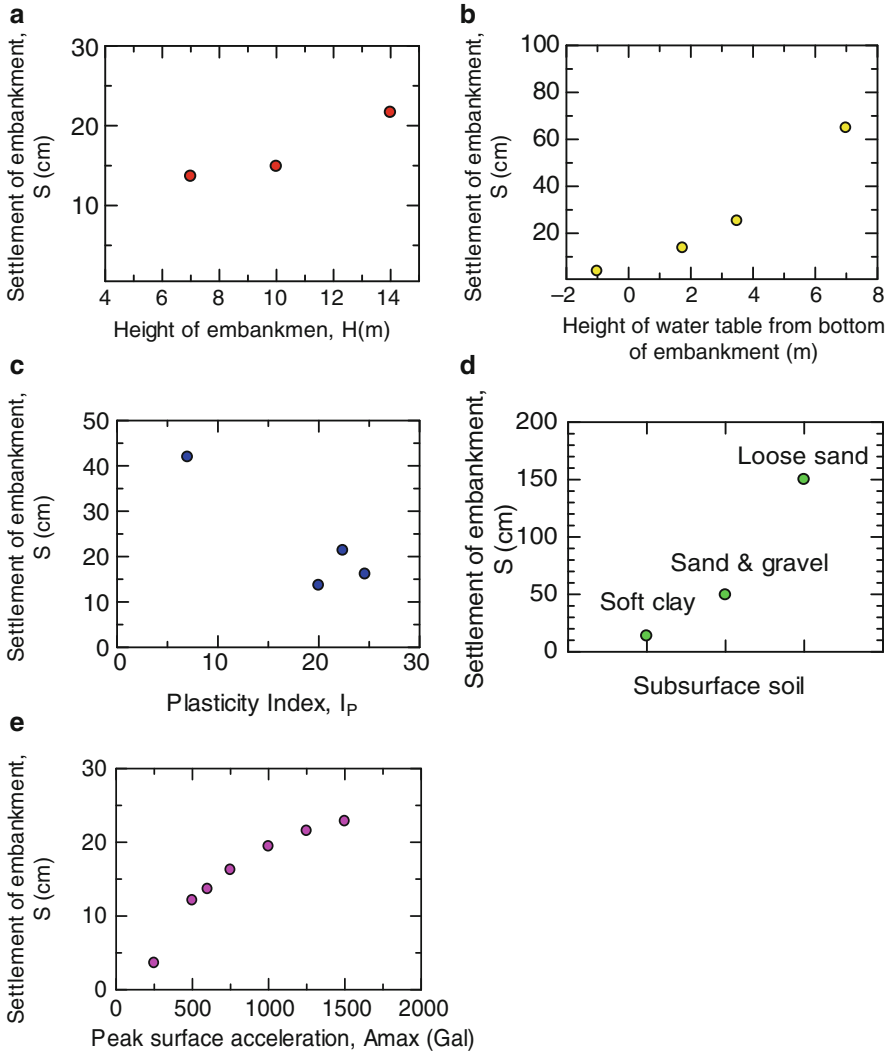 a
Settlement of embankment,
S (cm)
30
20
10
4 6 8 10 12 14
Height of embankmen, H(m)
b
Settlement of embankment,
S (cm)
100
80
60
40
20
−2 0 2 4 6 8
Height of water table from bottom
of embankment (m)
c
Settlement of embankment,
S (cm)
50
40
30
20
10
0
0 10 20 30
Plasticity Index, IP
d
Settlement of embankment,
S (cm)
200
150
100
50
0
Loose sand
Sand & gravel
Soft clay
Subsurface soil
e
Settlement of embankment,
S (cm)
30
20
10
0
0 500 1000 1500 2000
Peak surface acceleration, Amax (Gal)